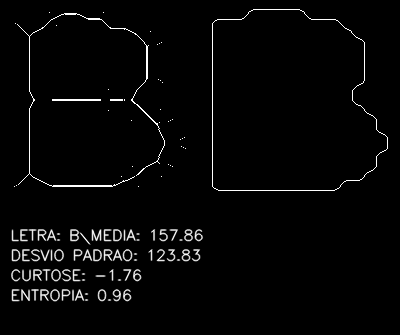 LETRA: B\MEDIA: 157.86
DESVIO PADRAO: 123.83
CURTOSE: -1.76
ENTROPIA: 0.96